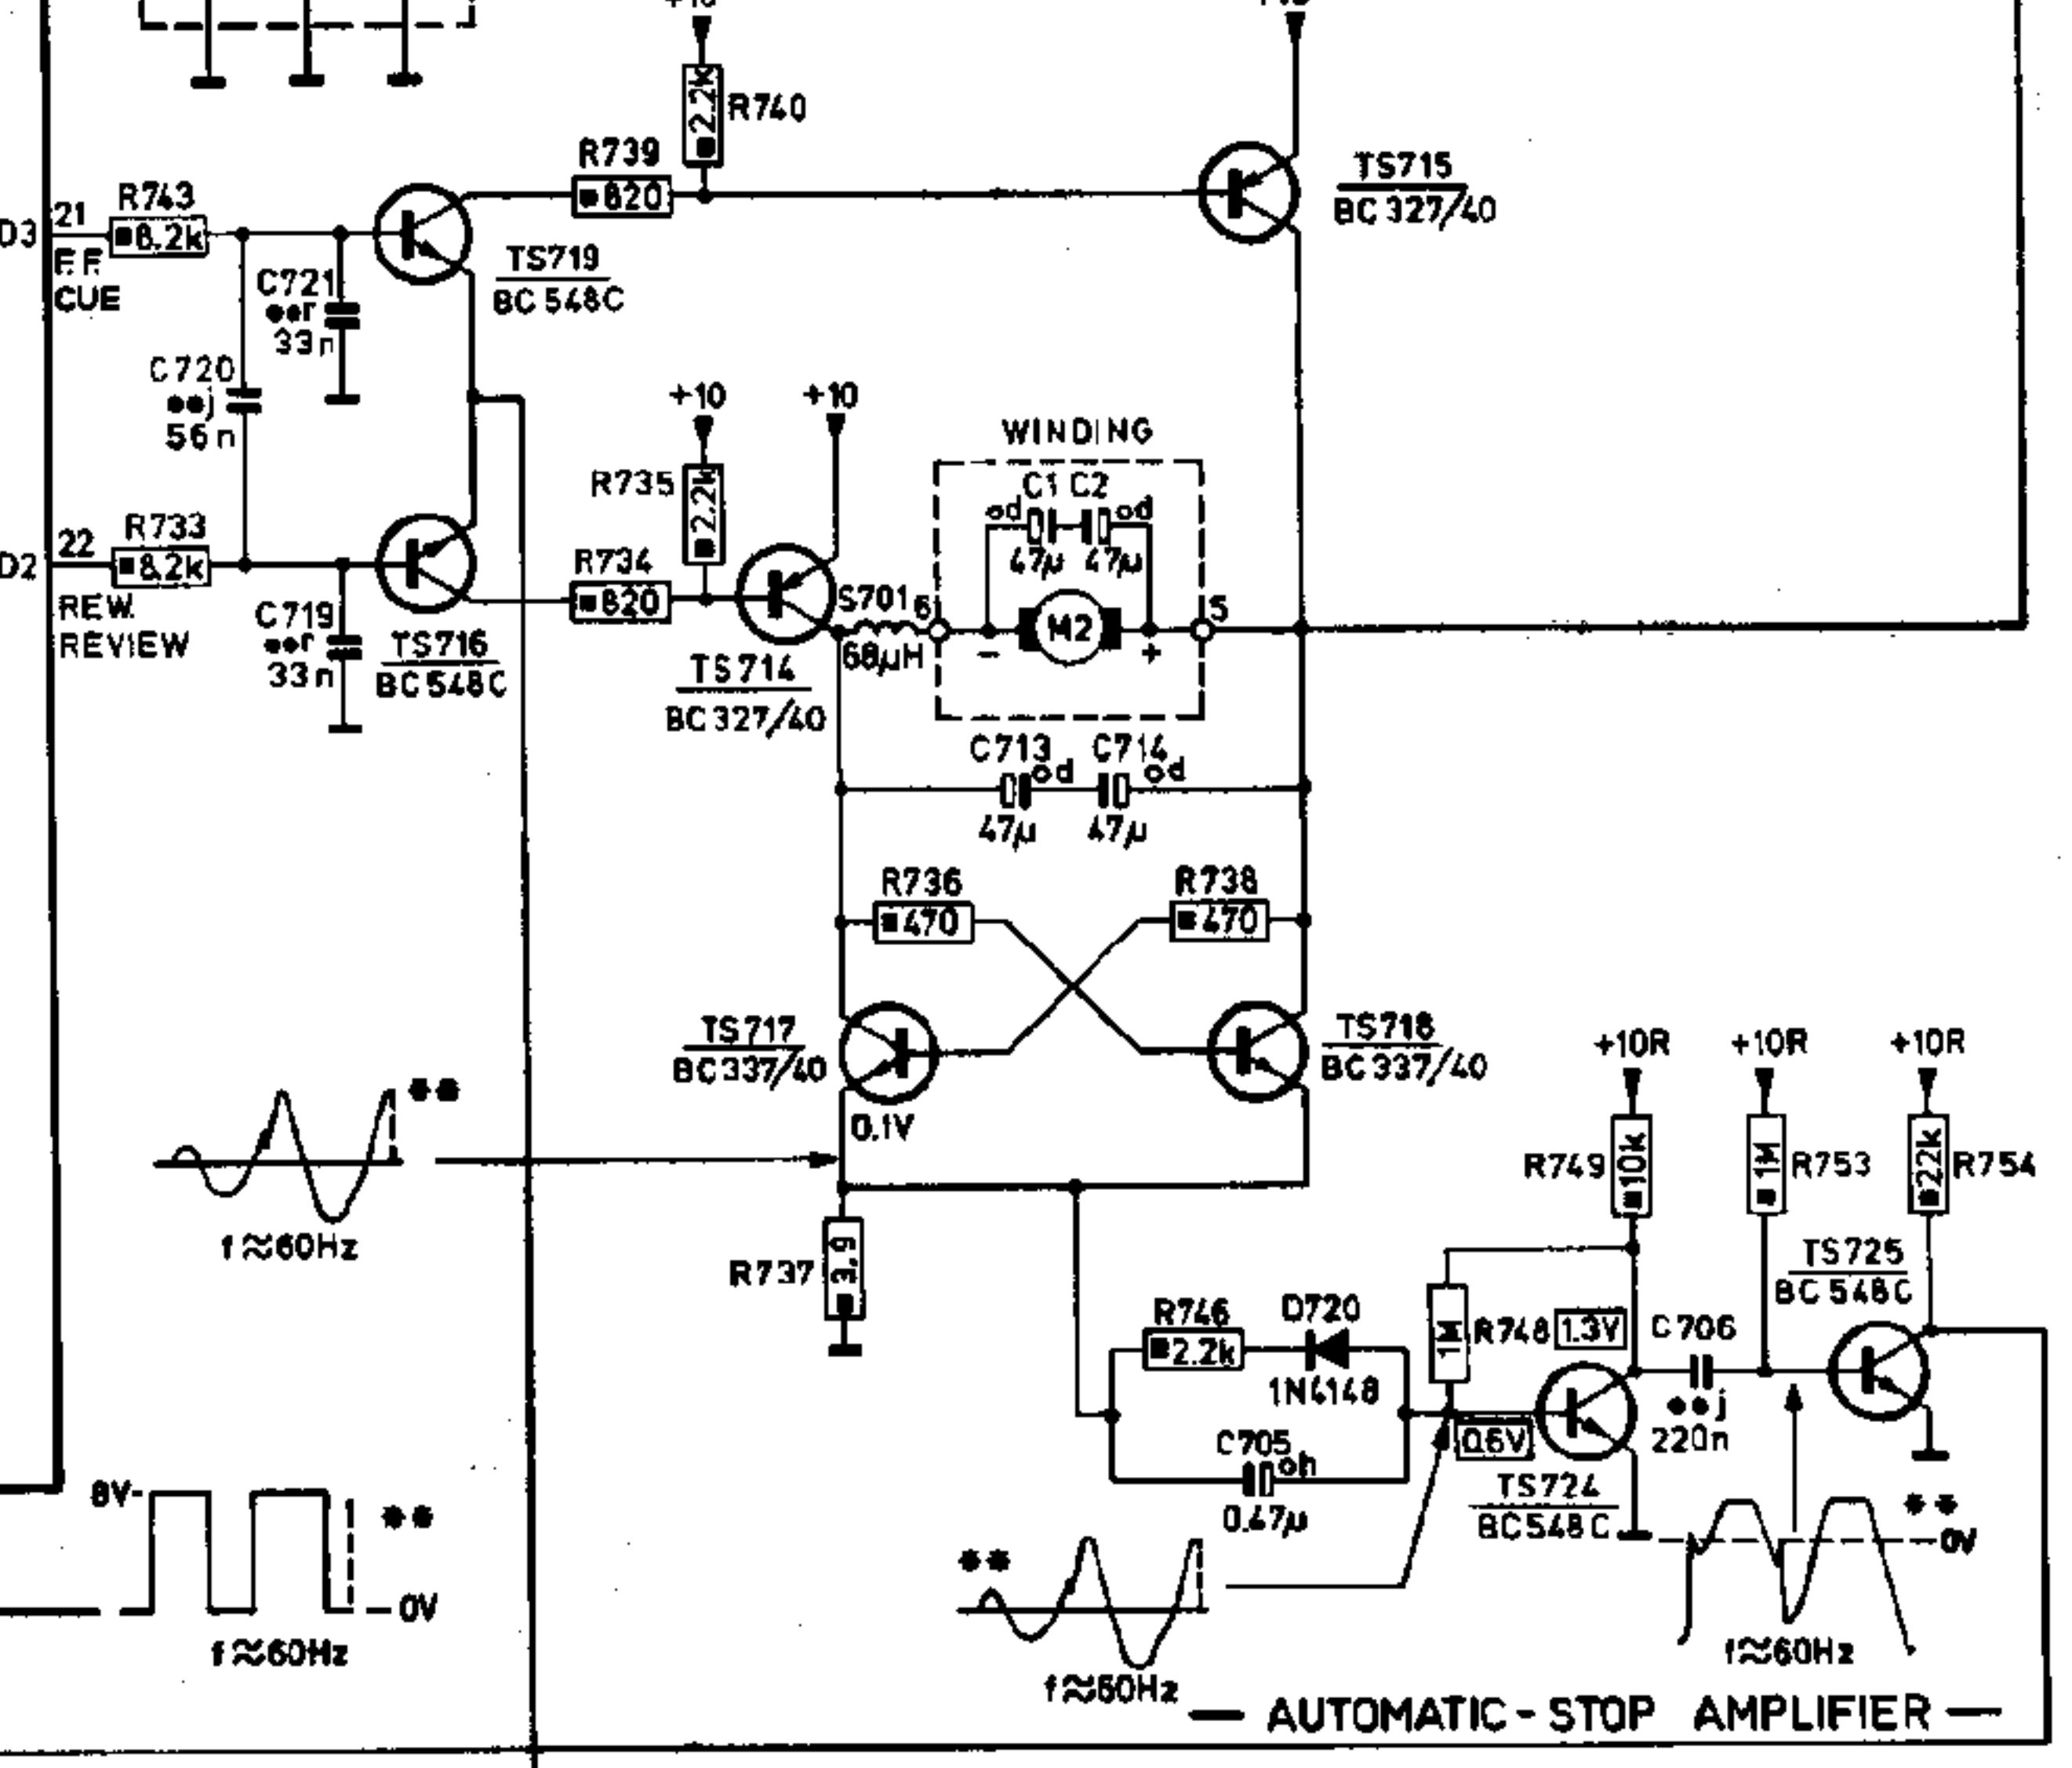 R740
2.2k
R739
820
TS715
BC 327/40
R743
8.2k
D3
21
F.F.
CUE
C721
33n
TS719
BC 548C
C720
56n
+10
+10
WINDING
R735
2.2k
C1 C2
od od
47µ 47µ
D2
22
R733
8.2k
REW.
REVIEW
C719
33n
TS716
BC 548C
R734
820
S701
6
68µH
M2
5
- +
TS714
BC 327/40
C713 od
47µ
C714 od
47µ
R736
470
R738
470
TS717
BC 337/40
TS718
BC 337/40
0.1V
**
f≈60Hz
+10R +10R +10R
R749
10k
R753
1M
R754
22k
R737
3.9
R746
2.2k
D720
1N4148
R748
1M
1.3V
C706
220n
TS725
BC 548C
0.6V
C705 oh
0.47µ
TS724
BC 548C
8V-
**
-0V
f≈60Hz
**
f≈60Hz
**
0V
f≈60Hz
— AUTOMATIC - STOP AMPLIFIER —